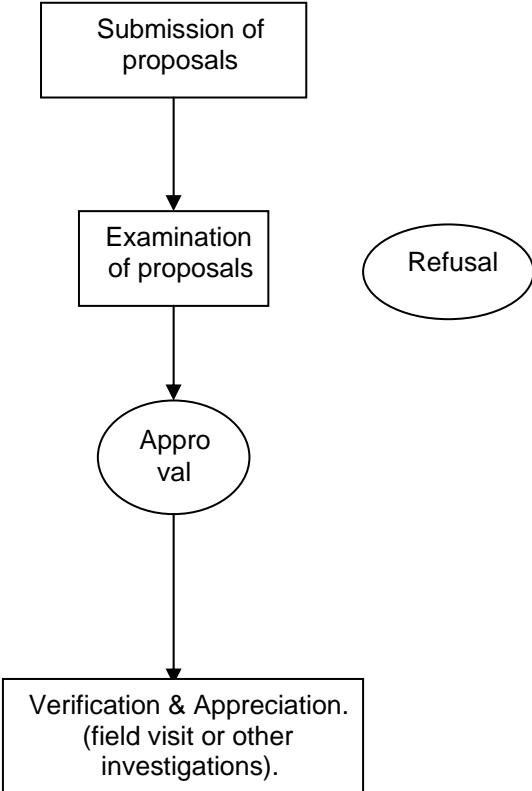 Submission of
proposals
Examination
of proposals
Refusal
Appro
val
Verification & Appreciation.
(field visit or other
investigations).